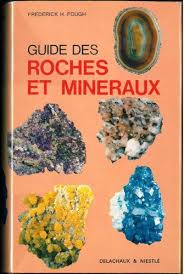 FREDERICK H. POUGH
GUIDE DES
ROCHES
ET MINERAUX
DELACHAUX & NIESTLÉ